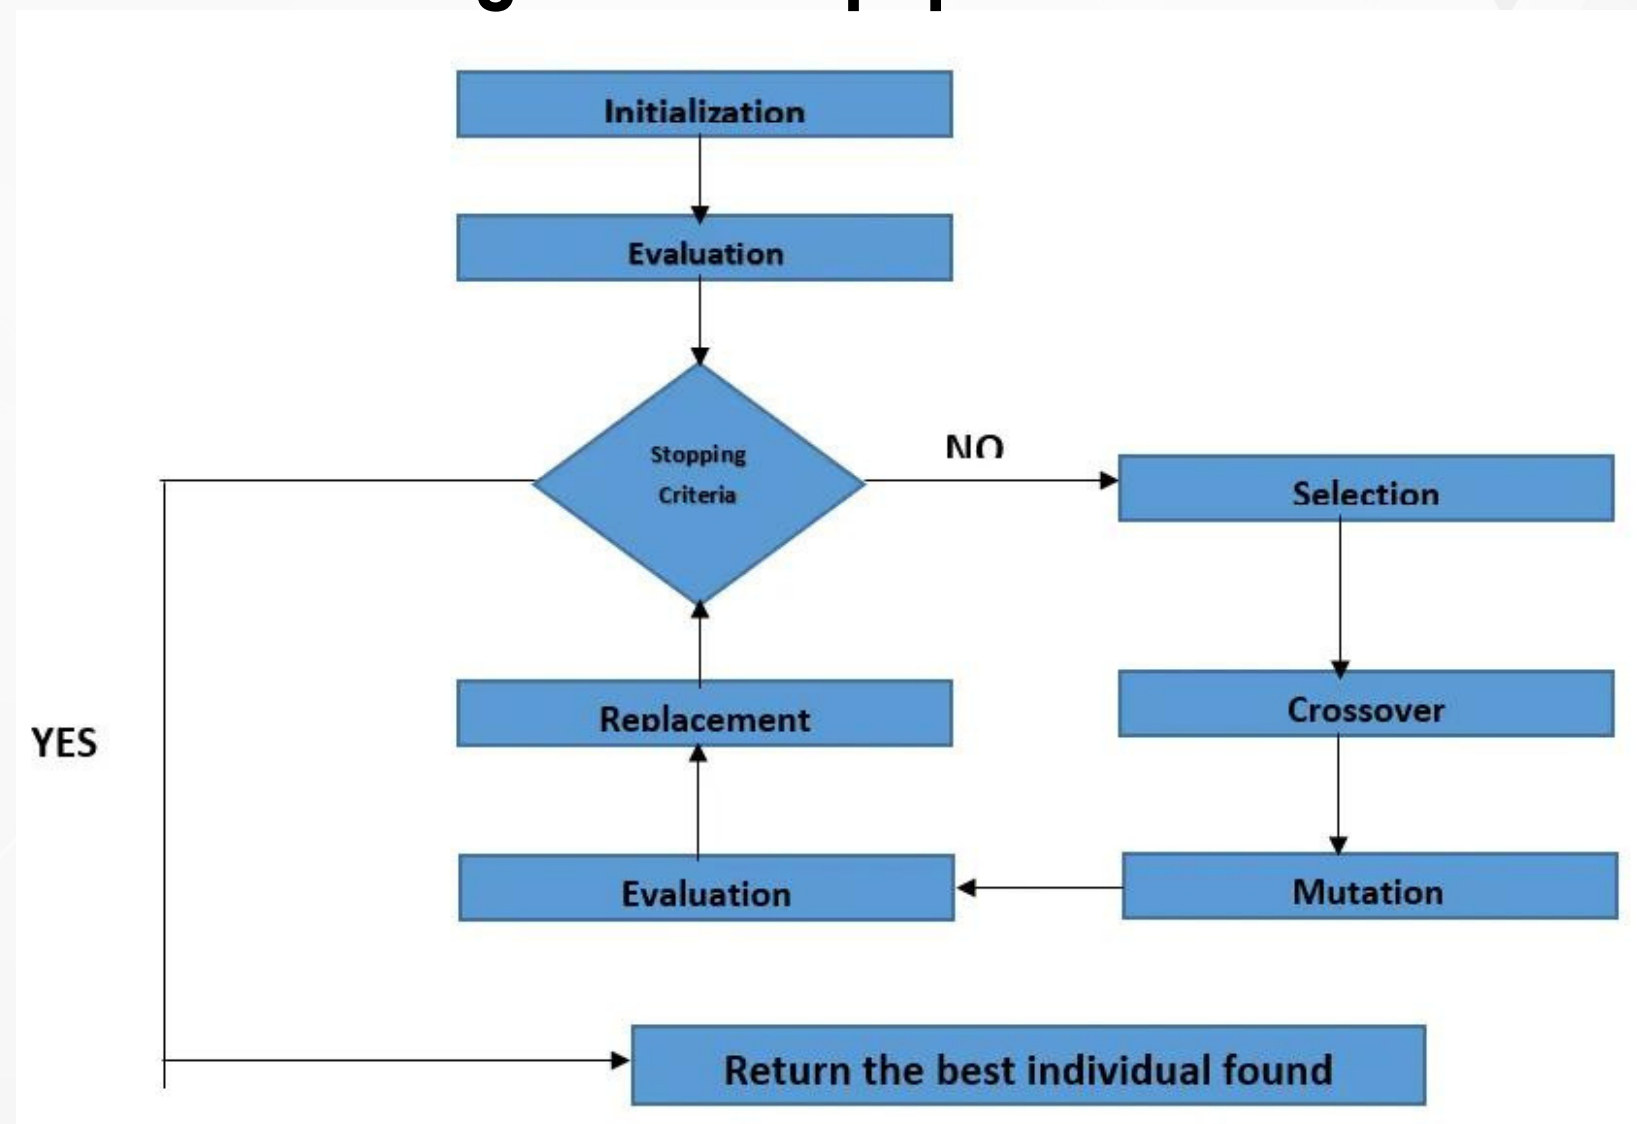 Initialization
Evaluation
Stopping
Criteria
NO
Selection
Replacement
Crossover
YES
Evaluation
Mutation
Return the best individual found